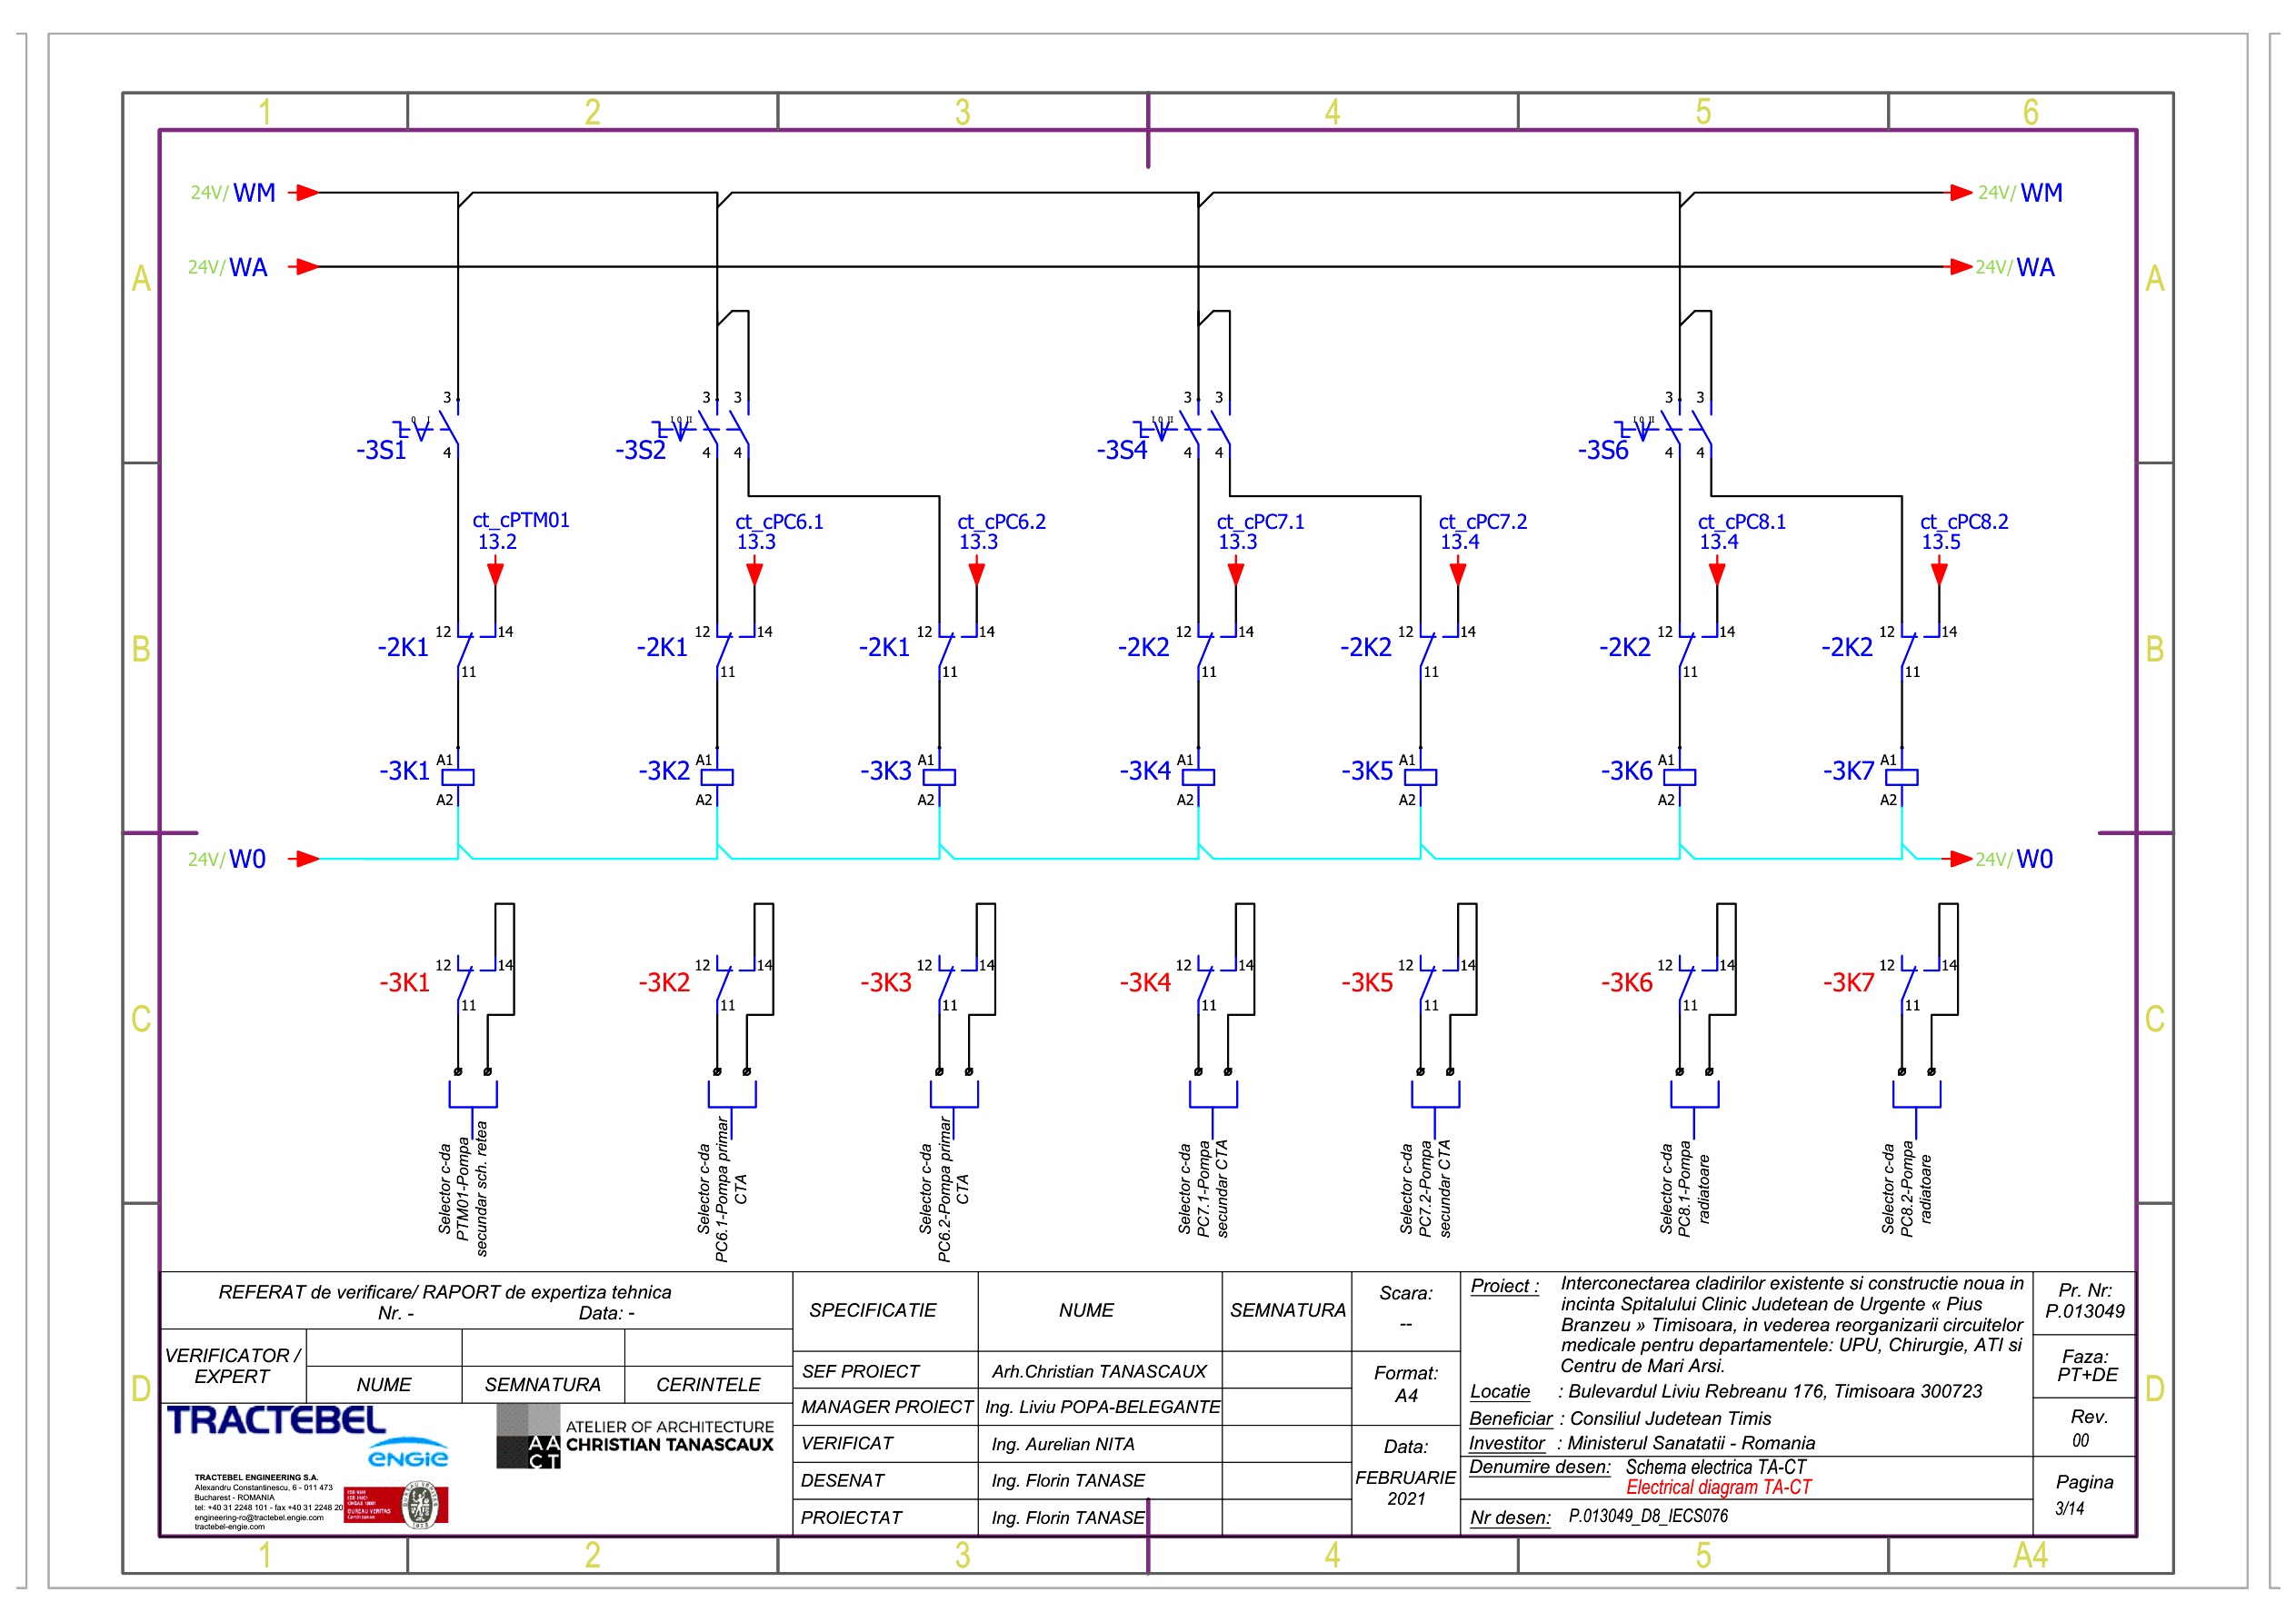 1 2 3 4 5 6
24V/ WM 24V/ WM
24V/ WA 24V/ WA
A A
3 3 3 3 3 3 3
0 I I 0 II I 0 II I 0 II
-3S1 -3S2 -3S4 -3S6
4 4 4 4 4 4 4
ct_cPTM01 ct_cPC6.1 ct_cPC6.2 ct_cPC7.1 ct_cPC7.2 ct_cPC8.1 ct_cPC8.2
13.2 13.3 13.3 13.3 13.4 13.4 13.5
12 14 12 14 12 14 12 14 12 14 12 14 12 14
B -2K1 -2K1 -2K1 -2K2 -2K2 -2K2 -2K2 B
11 11 11 11 11 11 11
A1 A1 A1 A1 A1 A1 A1
-3K1 -3K2 -3K3 -3K4 -3K5 -3K6 -3K7
A2 A2 A2 A2 A2 A2 A2
24V/ W0 24V/ W0
12 14 12 14 12 14 12 14 12 14 12 14 12 14
-3K1 -3K2 -3K3 -3K4 -3K5 -3K6 -3K7
11 11 11 11 11 11 11
C C
Selector c-da
PTM01-Pompa
secundar sch. retea
Selector c-da
PC6.1-Pompa primar
CTA
Selector c-da
PC6.2-Pompa primar
CTA
Selector c-da
PC7.1-Pompa
secundar CTA
Selector c-da
PC7.2-Pompa
secundar CTA
Selector c-da
PC8.1-Pompa
radiatoare
Selector c-da
PC8.2-Pompa
radiatoare
REFERAT de verificare/ RAPORT de expertiza tehnica
Nr. - Data: -
VERIFICATOR /
EXPERT
NUME SEMNATURA CERINTELE
TRACTEBEL
ENGIE
AA
CT
ATELIER OF ARCHITECTURE
CHRISTIAN TANASCAUX
TRACTEBEL ENGINEERING S.A.
Alexandru Constantinescu, 6 - 011 473
Bucharest - ROMANIA
tel: +40 31 2248 101 - fax +40 31 2248 20
engineering-ro@tractebel.engie.com
tractebel-engie.com
BUREAU VERITAS
SPECIFICATIE NUME SEMNATURA
SEF PROIECT Arh.Christian TANASCAUX
MANAGER PROIECT Ing. Liviu POPA-BELEGANTE
VERIFICAT Ing. Aurelian NITA
DESENAT Ing. Florin TANASE
PROIECTAT Ing. Florin TANASE
Scara:
--
Format:
A4
Data:
FEBRUARIE
2021
Proiect : Interconectarea cladirilor existente si constructie noua in
incinta Spitalului Clinic Judetean de Urgente « Pius
Branzeu » Timisoara, in vederea reorganizarii circuitelor
medicale pentru departamentele: UPU, Chirurgie, ATI si
Centru de Mari Arsi.
Locatie : Bulevardul Liviu Rebreanu 176, Timisoara 300723
Beneficiar : Consiliul Judetean Timis
Investitor : Ministerul Sanatatii - Romania
Denumire desen: Schema electrica TA-CT
Electrical diagram TA-CT
Nr desen: P.013049_D8_IECS076
Pr. Nr:
P.013049
Faza:
PT+DE
Rev.
00
Pagina
3/14
D D
1 2 3 4 5 A4